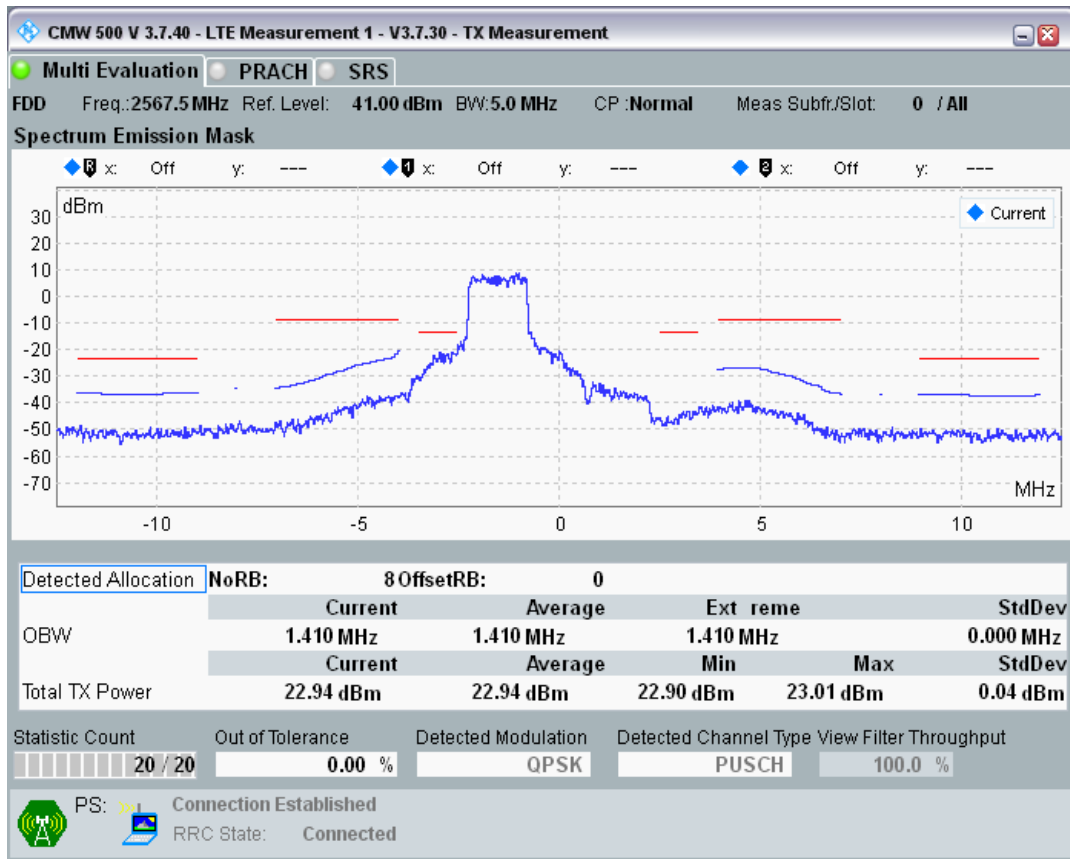 CMW 500 V 3.7.40 - LTE Measurement 1 - V3.7.30 - TX Measurement
Multi Evaluation PRACH SRS
FDD Freq.:2567.5 MHz Ref. Level: 41.00 dBm BW:5.0 MHz CP :Normal Meas Subfr./Slot: 0 / All
Spectrum Emission Mask
R x: Off y: --- 1 x: Off y: --- 2 x: Off y: ---
dBm
Current
30
20
10
0
-10
-20
-30
-40
-50
-60
-70
MHz
-10 -5 0 5 10
Detected Allocation NoRB: 8 OffsetRB: 0
Current Average Ext reme StdDev
OBW 1.410 MHz 1.410 MHz 1.410 MHz 0.000 MHz
Current Average Min Max StdDev
Total TX Power 22.94 dBm 22.94 dBm 22.90 dBm 23.01 dBm 0.04 dBm
Statistic Count Out of Tolerance Detected Modulation Detected Channel Type View Filter Throughput
20 / 20 0.00 % QPSK PUSCH 100.0 %
PS: Connection Established
RRC State: Connected